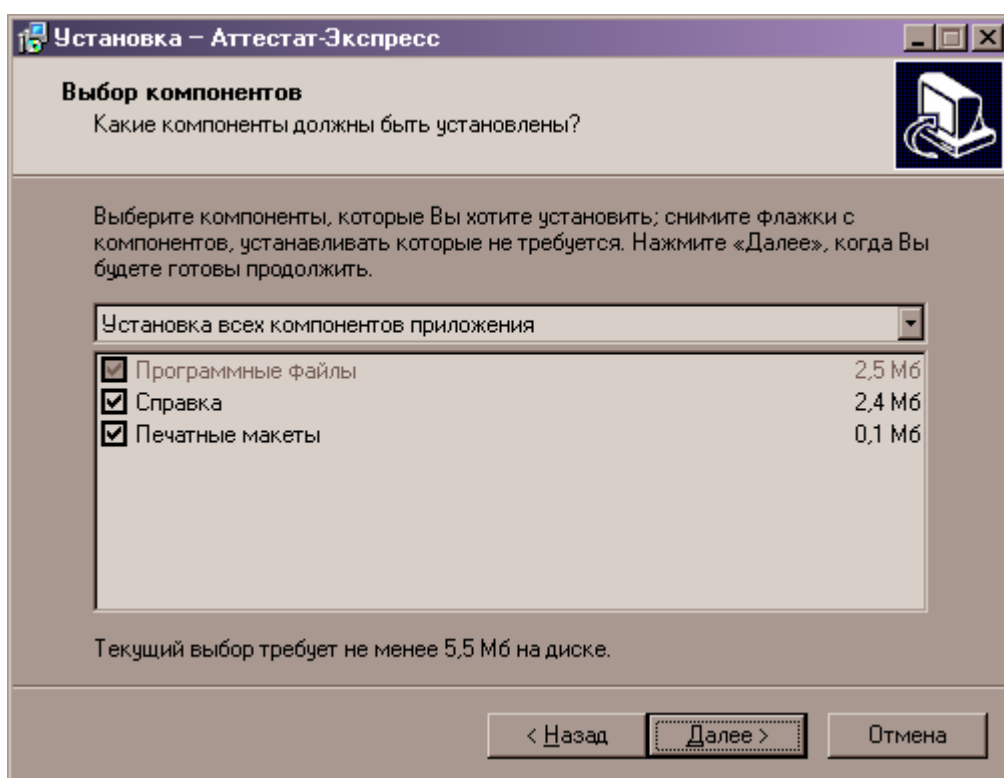 Установка – Аттестат-Экспресс
Выбор компонентов
Какие компоненты должны быть установлены?
Выберите компоненты, которые Вы хотите установить; снимите флажки с
компонентов, устанавливать которые не требуется. Нажмите «Далее», когда Вы
будете готовы продолжить.
Установка всех компонентов приложения
Программные файлы 2,5 Мб
Справка 2,4 Мб
Печатные макеты 0,1 Мб
Текущий выбор требует не менее 5,5 Мб на диске.
< Назад Далее > Отмена